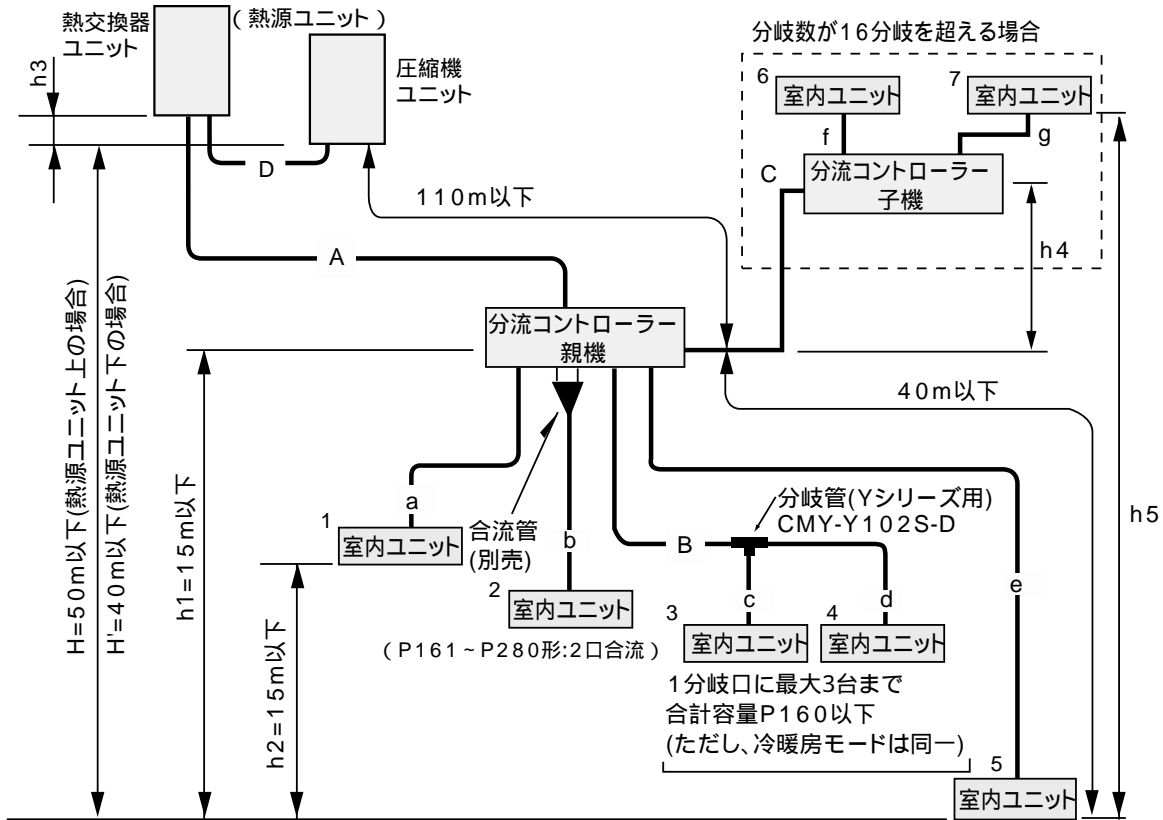 熱交換器
ユニット
(熱源ユニット)
圧縮機
ユニット
h3
D
分岐数が16分岐を超える場合
6
室内ユニット
7
室内ユニット
f
g
C
分流コントローラー
子機
h4
110m以下
A
分流コントローラー
親機
40m以下
H=50m以下(熱源ユニット上の場合)
H'=40m以下(熱源ユニット下の場合)
h1=15m以下
h2=15m以下
h5
a
1
室内ユニット
合流管
(別売)
b
2
室内ユニット
(P161~P280形:2口合流)
B
分岐管(Yシリーズ用)
CMY-Y102S-D
c
d
e
3
室内ユニット
4
室内ユニット
1分岐口に最大3台まで
合計容量P160以下
(ただし、冷暖房モードは同一)
5
室内ユニット